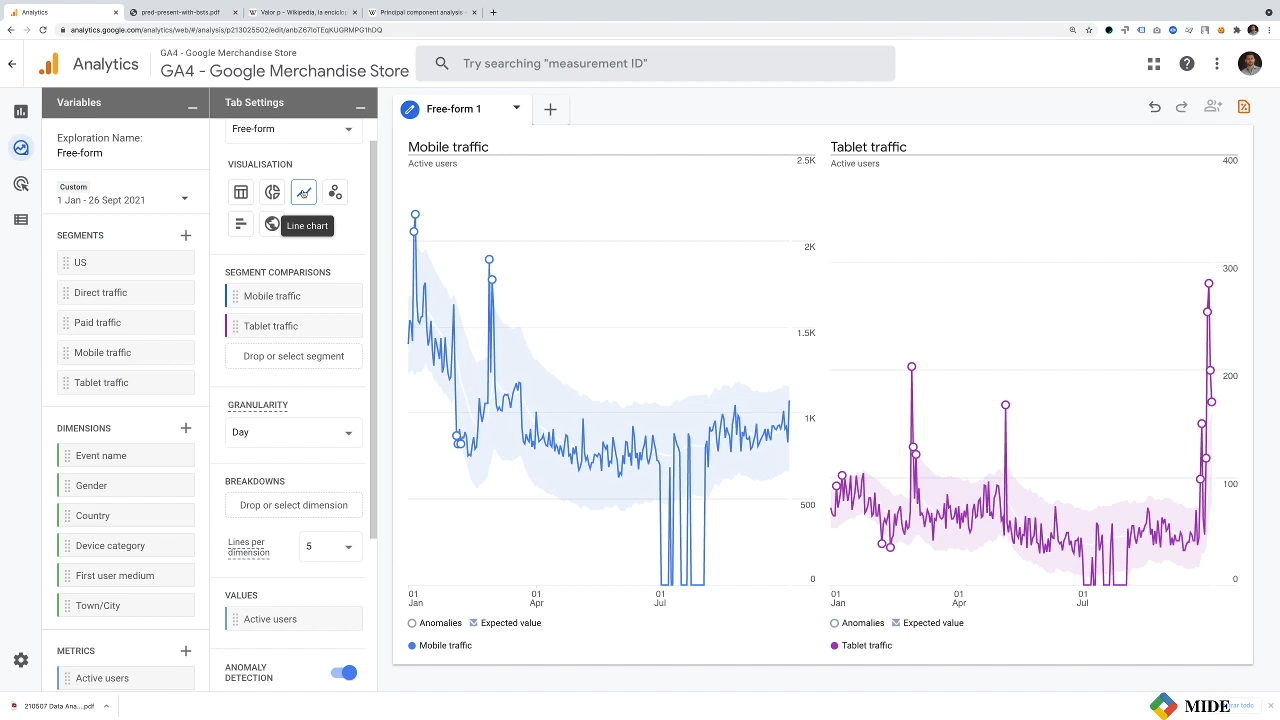 Analytics
pred-present-with-bsts.pdf
Valor p – Wikipedia, la enciclop
Principal component analysis -
analytics.google.com/analytics/web/#/analysis/p213025502/edit/anbZ67IoTEqKUGRMPG1hDQ
Analytics
GA4 - Google Merchandise Store
GA4 - Google Merchandise Store
Try searching "measurement ID"
Variables
Exploration Name:
Free-form
Custom
1 Jan - 26 Sept 2021
SEGMENTS
US
Direct traffic
Paid traffic
Mobile traffic
Tablet traffic
DIMENSIONS
Event name
Gender
Country
Device category
First user medium
Town/City
METRICS
Active users
Tab Settings
Free-form
VISUALISATION
Line chart
SEGMENT COMPARISONS
Mobile traffic
Tablet traffic
Drop or select segment
GRANULARITY
Day
BREAKDOWNS
Drop or select dimension
Lines per
dimension
5
VALUES
Active users
ANOMALY
DETECTION
Free-form 1
Mobile traffic
Active users
2.5K
2K
1.5K
1K
500
0
01
Jan
01
Apr
01
Jul
Anomalies
Expected value
Mobile traffic
Tablet traffic
Active users
400
300
200
100
0
01
Jan
01
Apr
01
Jul
Anomalies
Expected value
Tablet traffic
210507 Data Ana....pdf
MIDE
rar todo